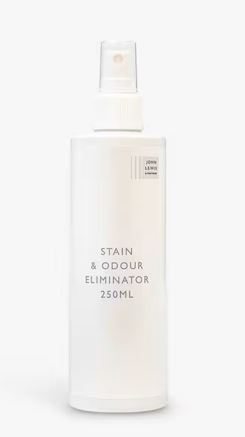 JOHN
LEWIS
STAIN
& ODOUR
ELIMINATOR
250ML